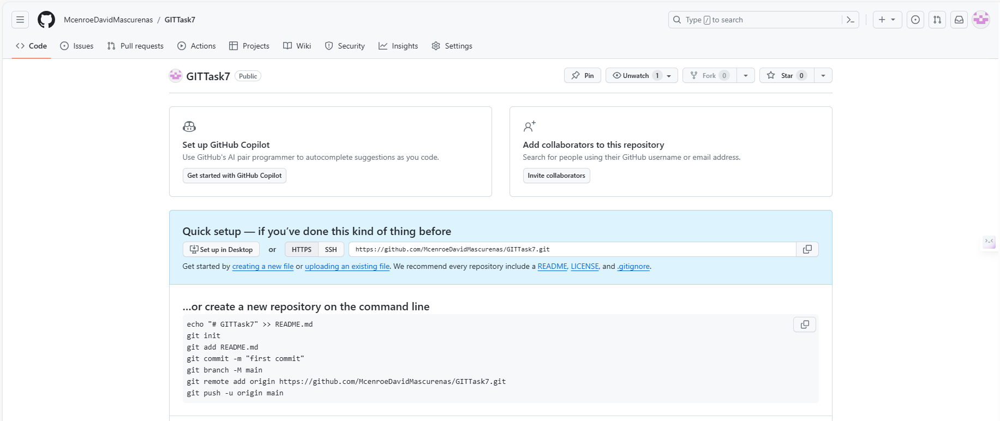 McenroeDavidMascurenas / GITTask7
Type / to search
Code Issues Pull requests Actions Projects Wiki Security Insights Settings
GITTask7 Public
Pin Unwatch 1 Fork 0 Star 0
Set up GitHub Copilot
Use GitHub's AI pair programmer to autocomplete suggestions as you code.
Get started with GitHub Copilot
Add collaborators to this repository
Search for people using their GitHub username or email address.
Invite collaborators
Quick setup — if you've done this kind of thing before
Set up in Desktop or HTTPS SSH https://github.com/McenroeDavidMascurenas/GITTask7.git
Get started by creating a new file or uploading an existing file. We recommend every repository include a README, LICENSE, and .gitignore.
…or create a new repository on the command line
echo "# GITTask7" >> README.md
git init
git add README.md
git commit -m "first commit"
git branch -M main
git remote add origin https://github.com/McenroeDavidMascurenas/GITTask7.git
git push -u origin main